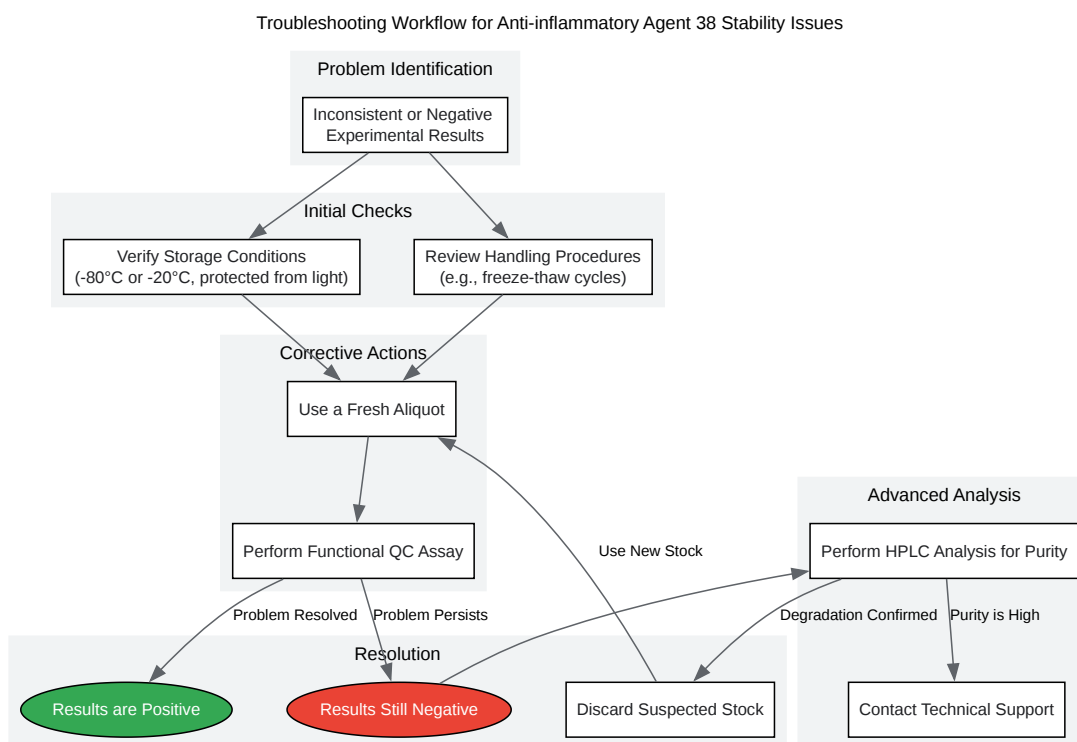 Troubleshooting Workflow for Anti-inflammatory Agent 38 Stability Issues
Problem Identification
Inconsistent or Negative
Experimental Results
Initial Checks
Verify Storage Conditions
(-80°C or -20°C, protected from light)
Review Handling Procedures
(e.g., freeze-thaw cycles)
Corrective Actions
Use a Fresh Aliquot
Advanced Analysis
Perform Functional QC Assay
Use New Stock
Perform HPLC Analysis for Purity
Problem Resolved
Problem Persists
Degradation Confirmed
Purity is High
Resolution
Results are Positive
Results Still Negative
Discard Suspected Stock
Contact Technical Support